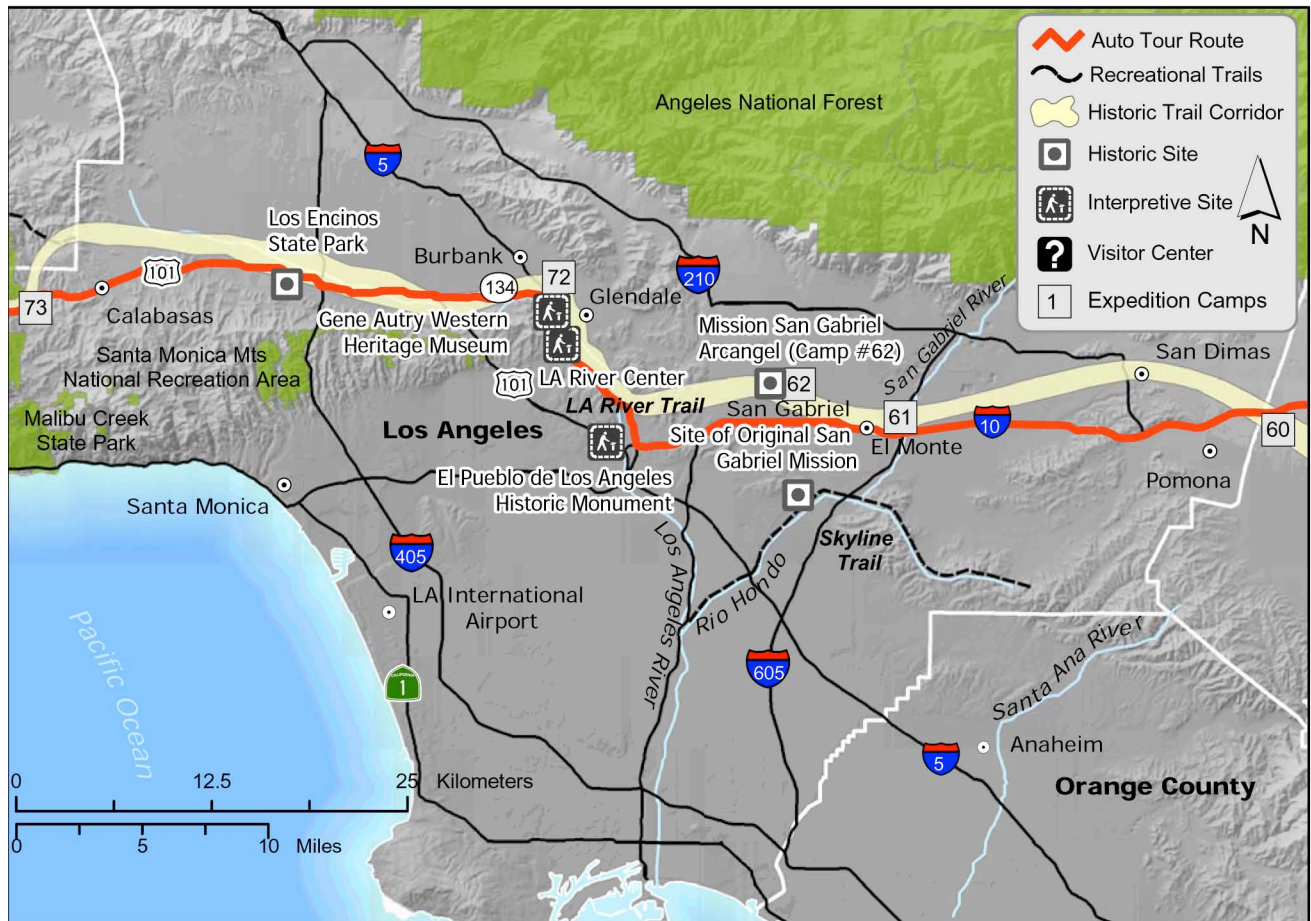 Auto Tour Route
Recreational Trails
Historic Trail Corridor
Historic Site
Interpretive Site
Visitor Center
?
1 Expedition Camps
N
Angeles National Forest
5
Los Encinos
State Park
Burbank
101
134
72
Glendale
210
San Gabriel River
73
Calabasas
Gene Autry Western
Heritage Museum
Mission San Gabriel
Arcangel (Camp #62)
62
San Dimas
Santa Monica Mts
National Recreation Area
101
LA River Center
LA River Trail
San Gabriel
61
10
60
Malibu Creek
State Park
Los Angeles
Site of Original San
Gabriel Mission
El Monte
Pomona
El Pueblo de Los Angeles
Historic Monument
Santa Monica
405
Los Angeles River
Rio Hondo
Skyline
Trail
LA International
Airport
CALIFORNIA
1
605
Santa Ana River
Pacific Ocean
Anaheim
5
Orange County
0 12.5 25 Kilometers
0 5 10 Miles